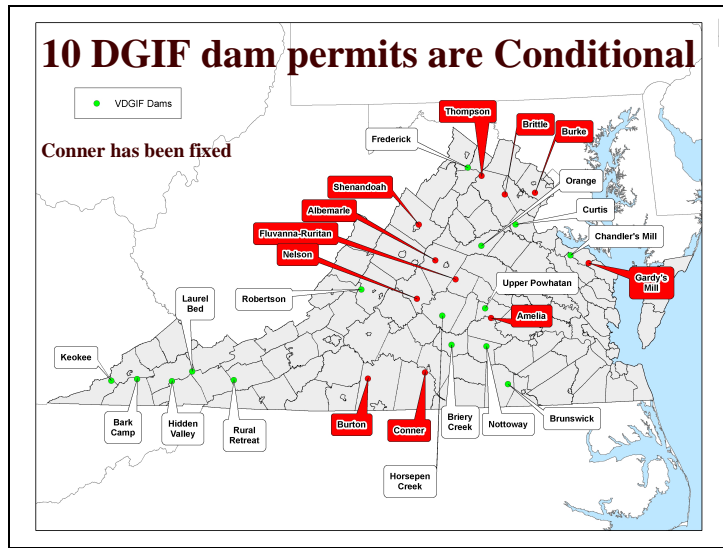 10 DGIF dam permits are Conditional
VDGIF Dams
Conner has been fixed
Thompson
Brittle
Burke
Frederick
Orange
Shenandoah
Curtis
Albemarle
Fluvanna-Ruritan
Chandler's Mill
Nelson
Gardy's
Mill
Upper Powhatan
Robertson
Laurel
Bed
Amelia
Keokee
Bark
Camp
Hidden
Valley
Rural
Retreat
Burton
Conner
Briery
Creek
Nottoway
Brunswick
Horsepen
Creek